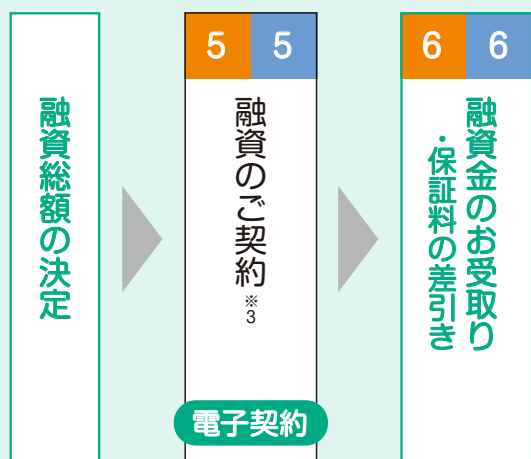 融資総額の決定
5 5
融資のご契約※3
電子契約
6 6
融資金のお受取り
・保証料の差引き